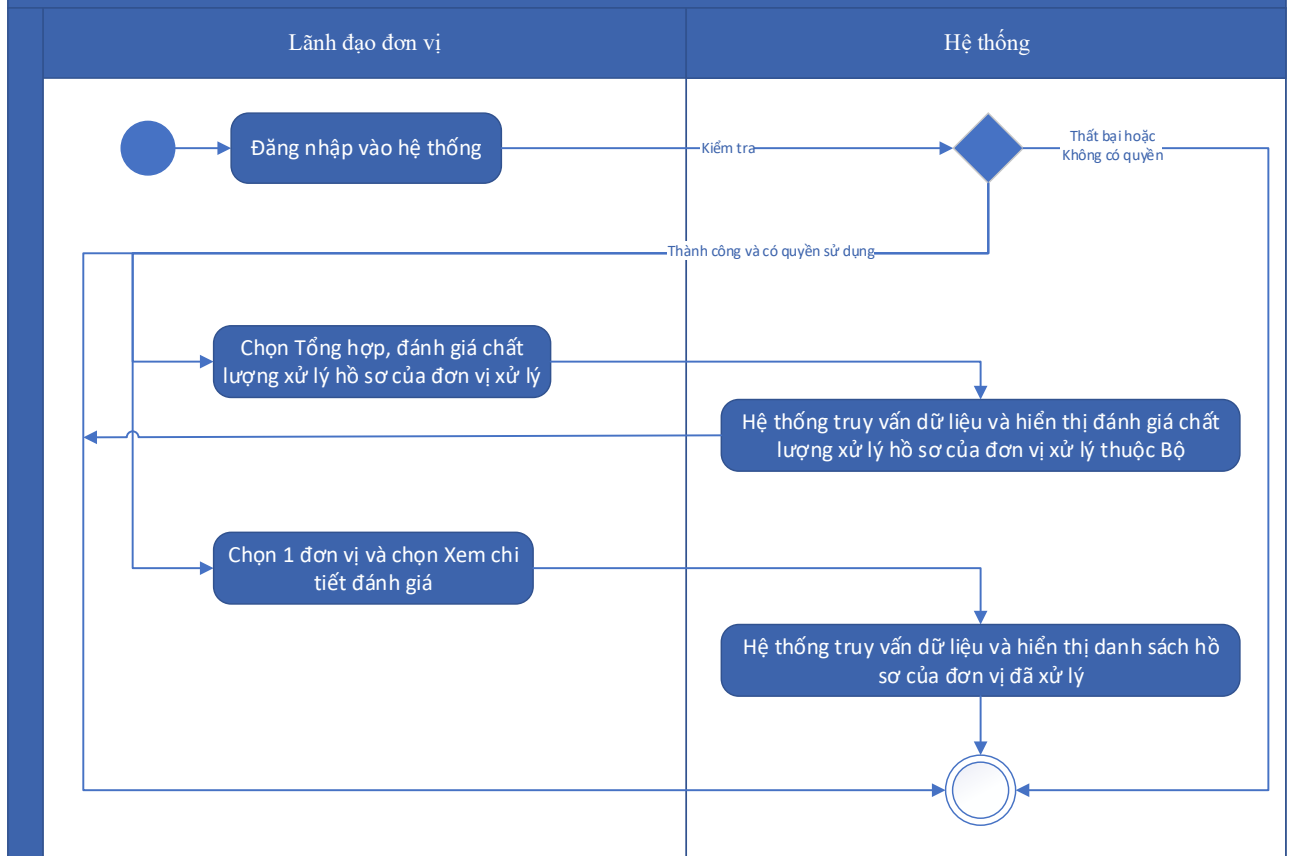 Lãnh đạo đơn vị
Hệ thống
Đăng nhập vào hệ thống
Kiểm tra
Thất bại hoặc
Không có quyền
Thành công và có quyền sử dụng
Chọn Tổng hợp, đánh giá chất
lượng xử lý hồ sơ của đơn vị xử lý
Hệ thống truy vấn dữ liệu và hiển thị đánh giá chất
lượng xử lý hồ sơ của đơn vị xử lý thuộc Bộ
Chọn 1 đơn vị và chọn Xem chi
tiết đánh giá
Hệ thống truy vấn dữ liệu và hiển thị danh sách hồ
sơ của đơn vị đã xử lý